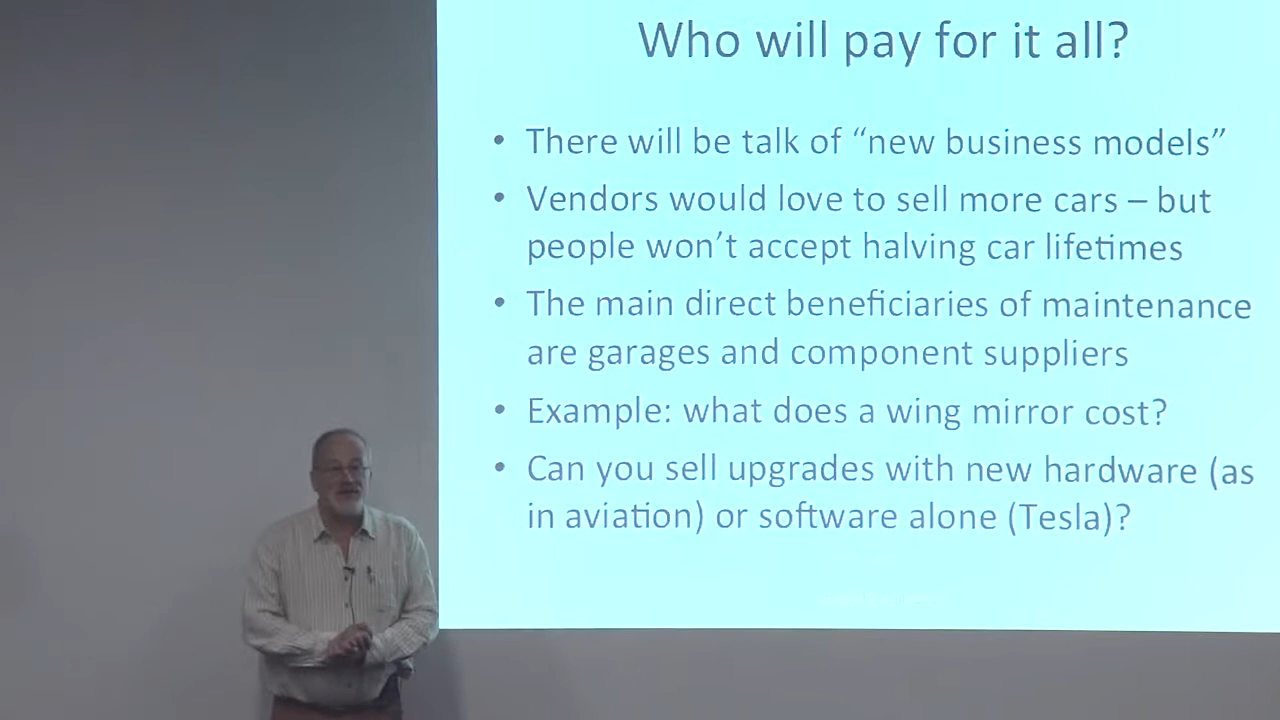 Who will pay for it all?
• There will be talk of “new business models”
• Vendors would love to sell more cars – but
people won’t accept halving car lifetimes
• The main direct beneficiaries of maintenance
are garages and component suppliers
• Example: what does a wing mirror cost?
• Can you sell upgrades with new hardware (as
in aviation) or software alone (Tesla)?